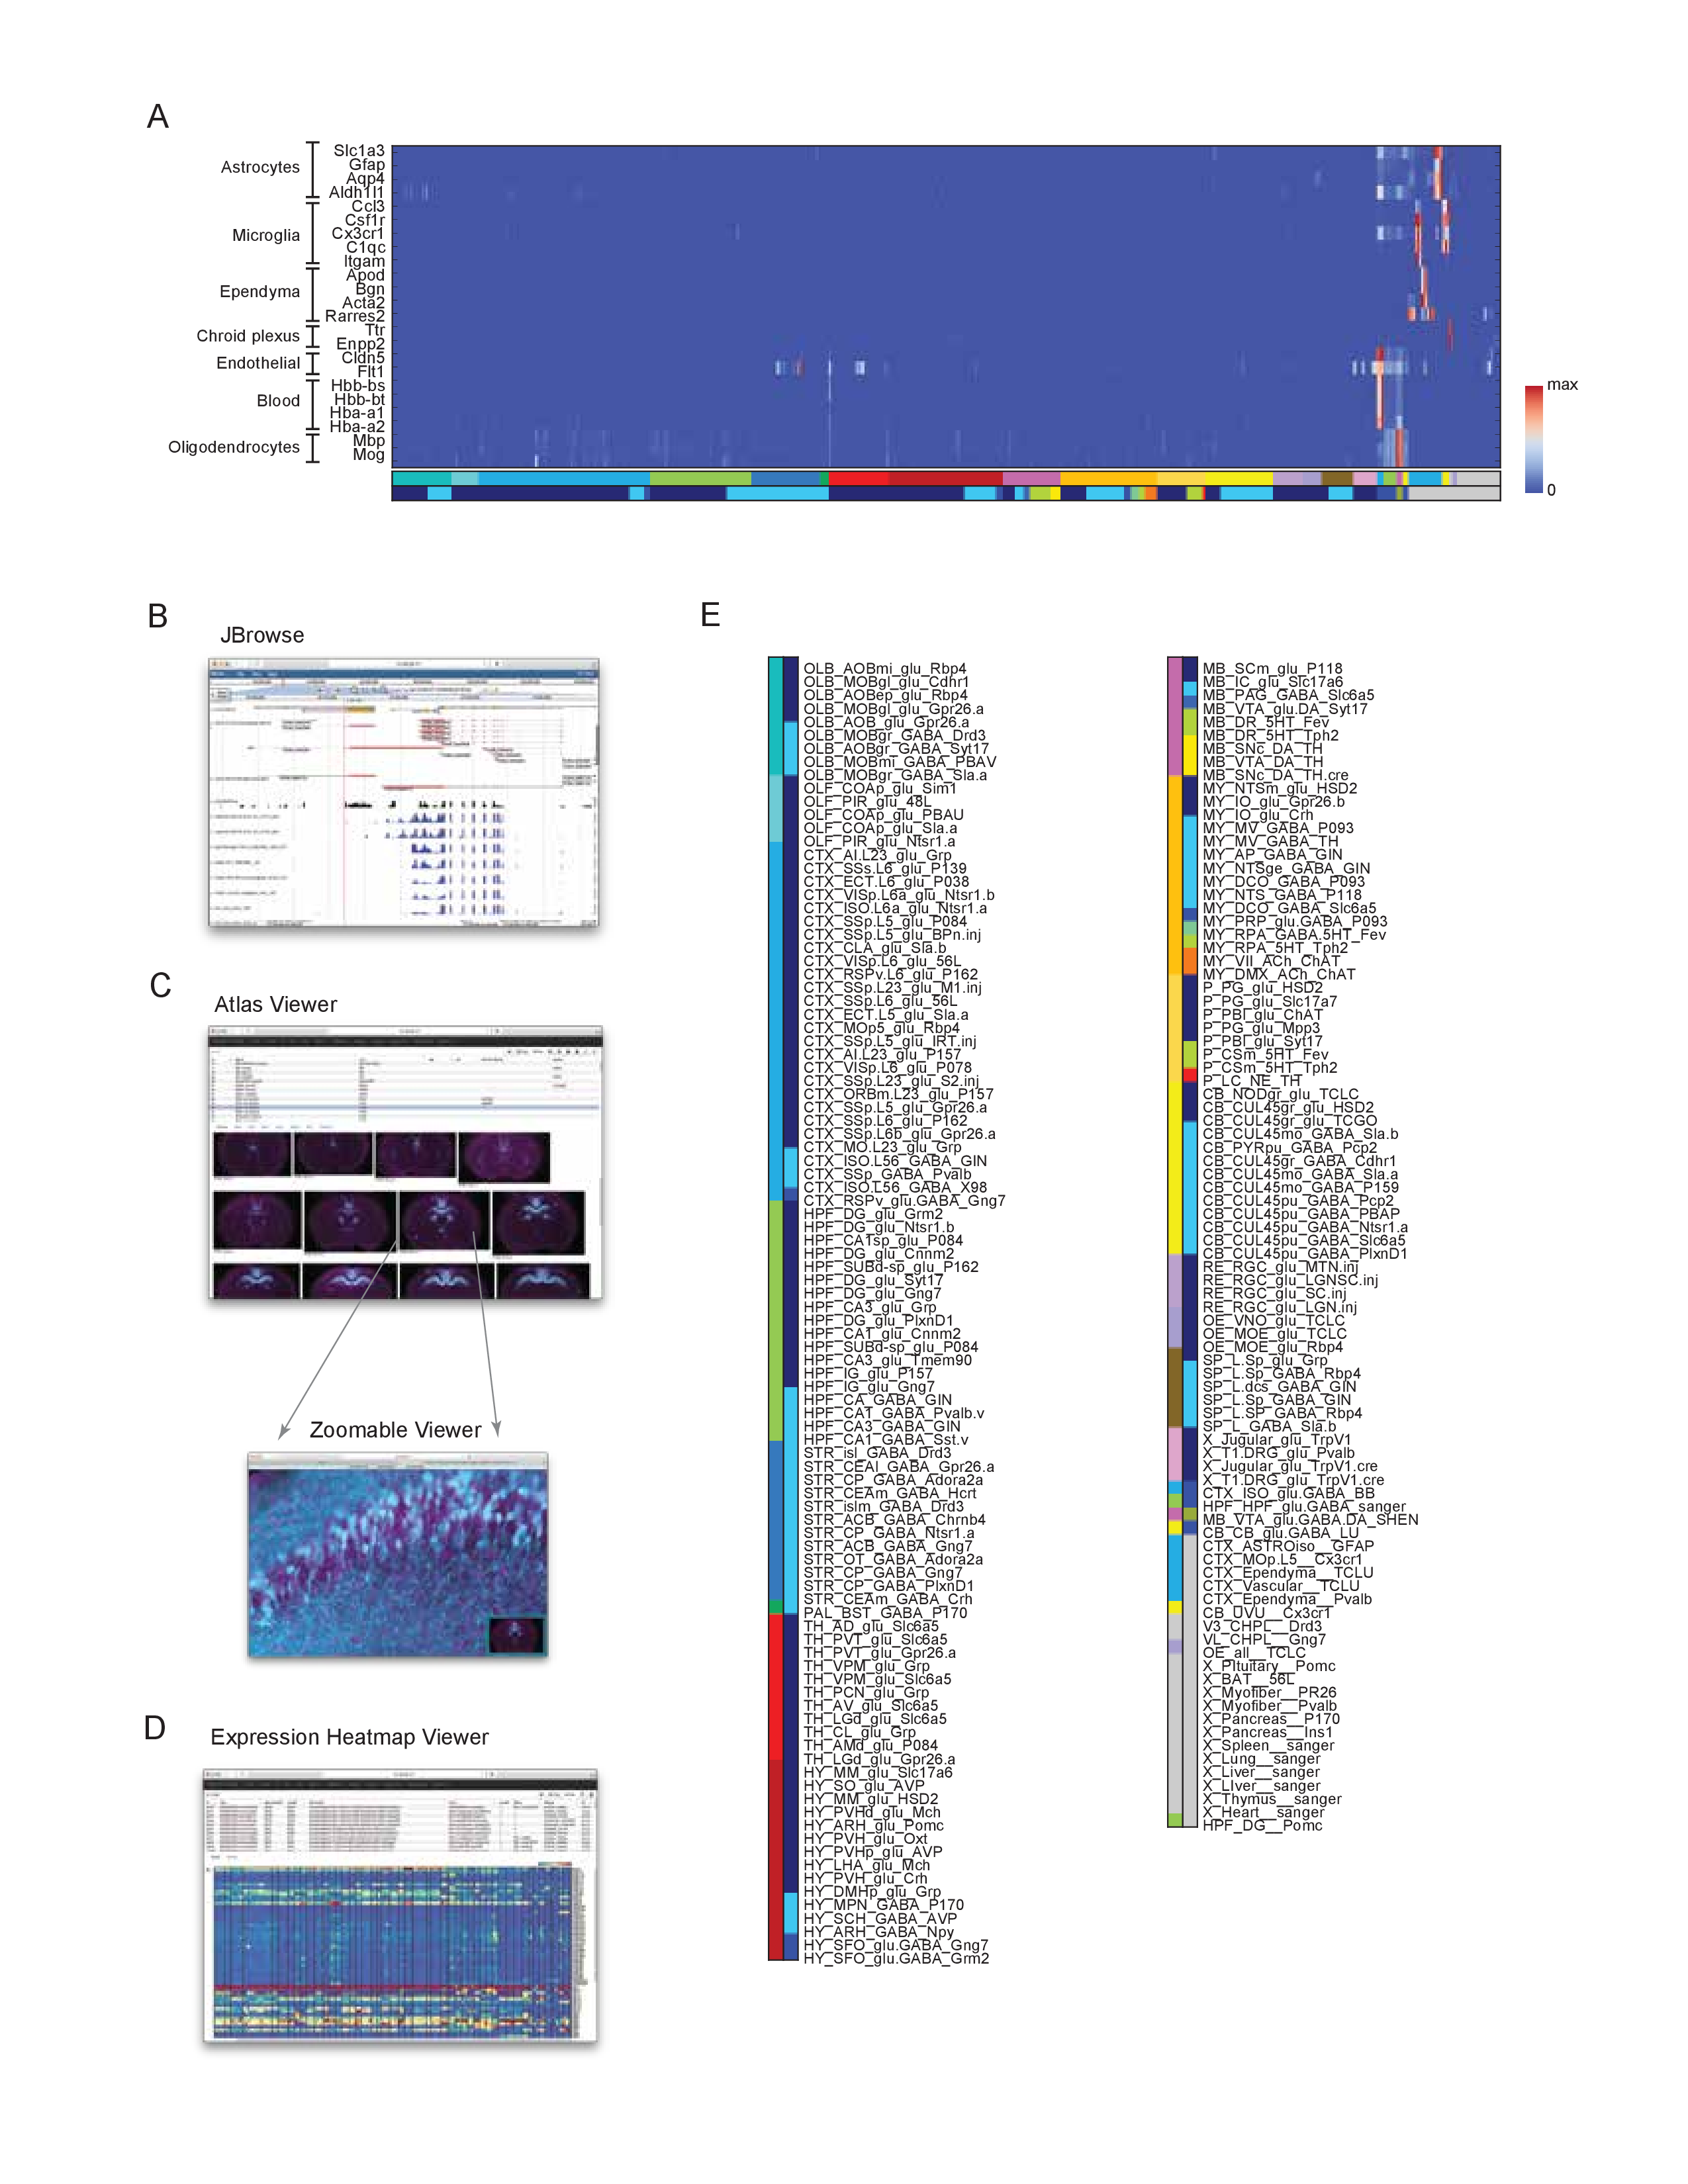 A
Astrocytes
Slc1a3
Gfap
Aqp4
Aldh1l1
Microglia
Ccl3
Csf1r
Cx3cr1
C1qc
Itgam
Ependyma
Apod
Bgn
Acta2
Rarres2
Chroid plexus
Ttr
Enpp2
Endothelial
Cldn5
Flt1
Blood
Hbb-bs
Hbb-bt
Hba-a1
Hba-a2
Oligodendrocytes
Mbp
Mog
max
0
B
JBrowse
C
Atlas Viewer
Zoomable Viewer
D
Expression Heatmap Viewer
E
OLB_AOBmi_glu_Rbp4
OLB_MOBgl_glu_Cdhr1
OLB_AOBep_glu_Rbp4
OLB_MOBgl_glu_Gpr26.a
OLB_AOB_glu_Gpr26.a
OLB_MOBgr_GABA_Drd3
OLB_AOBgr_GABA_Syt17
OLB_MOBmi_GABA_PBAV
OLB_MOBgr_GABA_Sla.a
OLF_COAp_glu_Sim1
OLF_PIR_glu_48L
OLF_COAp_glu_PBAU
OLF_COAp_glu_Sla.a
OLF_PIR_glu_Ntsr1.a
CTX_AI.L23_glu_Grp
CTX_SSs.L6_glu_P139
CTX_ECT.L6_glu_P038
CTX_VISp.L6a_glu_Ntsr1.b
CTX_ISO.L6a_glu_Ntsr1.a
CTX_SSp.L5_glu_P084
CTX_SSp.L5_glu_BPn.inj
CTX_CLA_glu_Sla.b
CTX_VISp.L6_glu_56L
CTX_RSPv.L6_glu_P162
CTX_SSp.L23_glu_M1.inj
CTX_SSp.L6_glu_56L
CTX_ECT.L5_glu_Sla.a
CTX_MOp5_glu_Rbp4
CTX_SSp.L5_glu_IRT.inj
CTX_AI.L23_glu_P157
CTX_VISp.L6_glu_P078
CTX_SSp.L23_glu_S2.inj
CTX_ORBm.L23_glu_P157
CTX_SSp.L5_glu_Gpr26.a
CTX_SSp.L6_glu_P162
CTX_SSp.L6b_glu_Gpr26.a
CTX_MO.L23_glu_Grp
CTX_ISO.L56_GABA_GIN
CTX_SSp_GABA_Pvalb
CTX_ISO.L56_GABA_X98
CTX_RSPv_glu.GABA_Gng7
HPF_DG_glu_Grm2
HPF_DG_glu_Ntsr1.b
HPF_CA1sp_glu_P084
HPF_DG_glu_Cnnm2
HPF_SUBd-sp_glu_P162
HPF_DG_glu_Syt17
HPF_DG_glu_Gng7
HPF_CA3_glu_Grp
HPF_DG_glu_PlxnD1
HPF_CA1_glu_Cnnm2
HPF_SUBd-sp_glu_P084
HPF_CA3_glu_Tmem90
HPF_IG_glu_P157
HPF_IG_glu_Gng7
HPF_CA_GABA_GIN
HPF_CA1_GABA_Pvalb.v
HPF_CA3_GABA_GIN
HPF_CA1_GABA_Sst.v
STR_isl_GABA_Drd3
STR_CEAl_GABA_Gpr26.a
STR_CP_GABA_Adora2a
STR_CEAm_GABA_Hcrt
STR_islm_GABA_Drd3
STR_ACB_GABA_Chrnb4
STR_CP_GABA_Ntsr1.a
STR_ACB_GABA_Gng7
STR_OT_GABA_Adora2a
STR_CP_GABA_Gng7
STR_CP_GABA_PlxnD1
STR_CEAm_GABA_Crh
PAL_BST_GABA_P170
TH_AD_glu_Slc6a5
TH_PVT_glu_Slc6a5
TH_PVT_glu_Gpr26.a
TH_VPM_glu_Grp
TH_VPM_glu_Slc6a5
TH_PCN_glu_Grp
TH_AV_glu_Slc6a5
TH_LGd_glu_Slc6a5
TH_CL_glu_Grp
TH_AMd_glu_P084
TH_LGd_glu_Gpr26.a
HY_MM_glu_Slc17a6
HY_SO_glu_AVP
HY_MM_glu_HSD2
HY_PVHd_glu_Mch
HY_ARH_glu_Pomc
HY_PVH_glu_Oxt
HY_PVHp_glu_AVP
HY_LHA_glu_Mch
HY_PVH_glu_Crh
HY_DMHp_glu_Grp
HY_MPN_GABA_P170
HY_SCH_GABA_AVP
HY_ARH_GABA_Npy
HY_SFO_glu.GABA_Gng7
HY_SFO_glu.GABA_Grm2
MB_SCm_glu_P118
MB_IC_glu_Slc17a6
MB_PAG_GABA_Slc6a5
MB_VTA_glu.DA_Syt17
MB_DR_5HT_Fev
MB_DR_5HT_Tph2
MB_SNc_DA_TH
MB_VTA_DA_TH
MB_SNc_DA_TH.cre
MY_NTSm_glu_HSD2
MY_IO_glu_Gpr26.b
MY_IO_glu_Crh
MY_MV_GABA_P093
MY_MV_GABA_TH
MY_AP_GABA_GIN
MY_NTSge_GABA_GIN
MY_DCO_GABA_P093
MY_NTS_GABA_P118
MY_DCO_GABA_Slc6a5
MY_PRP_glu.GABA_P093
MY_RPA_GABA.5HT_Fev
MY_RPA_5HT_Tph2
MY_VII_ACh_ChAT
MY_DMX_ACh_ChAT
P_PG_glu_HSD2
P_PG_glu_Slc17a7
P_PBl_glu_ChAT
P_PG_glu_Mpp3
P_PBl_glu_Syt17
P_CSm_5HT_Fev
P_CSm_5HT_Tph2
P_LC_NE_TH
CB_NODgr_glu_TCLC
CB_CUL45gr_glu_HSD2
CB_CUL45gr_glu_TCGO
CB_CUL45mo_GABA_Sla.b
CB_PYRpu_GABA_Pcp2
CB_CUL45gr_GABA_Cdhr1
CB_CUL45mo_GABA_Sla.a
CB_CUL45mo_GABA_P159
CB_CUL45pu_GABA_Pcp2
CB_CUL45pu_GABA_PBAP
CB_CUL45pu_GABA_Ntsr1.a
CB_CUL45pu_GABA_Slc6a5
CB_CUL45pu_GABA_PlxnD1
RE_RGC_glu_MTN.inj
RE_RGC_glu_LGNSC.inj
RE_RGC_glu_SC.inj
RE_RGC_glu_LGN.inj
OE_VNO_glu_TCLC
OE_MOE_glu_TCLC
OE_MOE_glu_Rbp4
SP_L.Sp_glu_Grp
SP_L.Sp_GABA_Rbp4
SP_L.dcs_GABA_GIN
SP_L.Sp_GABA_GIN
SP_L.SP_GABA_Rbp4
SP_L_GABA_Sla.b
X_Jugular_glu_TrpV1
X_T1.DRG_glu_Pvalb
X_Jugular_glu_TrpV1.cre
X_T1.DRG_glu_TrpV1.cre
CTX_ISO_glu.GABA_BB
HPF_HPF_glu.GABA_sanger
MB_VTA_glu.GABA.DA_SHEN
CB_CB_glu.GABA_LU
CTX_ASTROiso__GFAP
CTX_MOp.L5__Cx3cr1
CTX_Ependyma__TCLU
CTX_Vascular__TCLU
CTX_Ependyma__Pvalb
CB_UVU__Cx3cr1
V3_CHPL__Drd3
VL_CHPL__Gng7
OE_all__TCLC
X_Pituitary__Pomc
X_BAT__56L
X_Myofiber__PR26
X_Myofiber__Pvalb
X_Pancreas__P170
X_Pancreas__Ins1
X_Spleen__sanger
X_Lung__sanger
X_Liver__sanger
X_LIver__sanger
X_Thymus__sanger
X_Heart__sanger
HPF_DG__Pomc